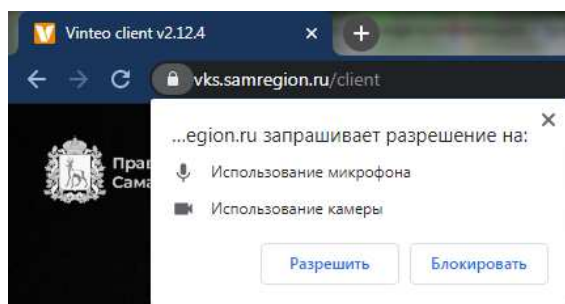 Vinteo client v2.12.4
vks.samregion.ru/client
...egion.ru запрашивает разрешение на:
Использование микрофона
Использование камеры
Разрешить
Блокировать